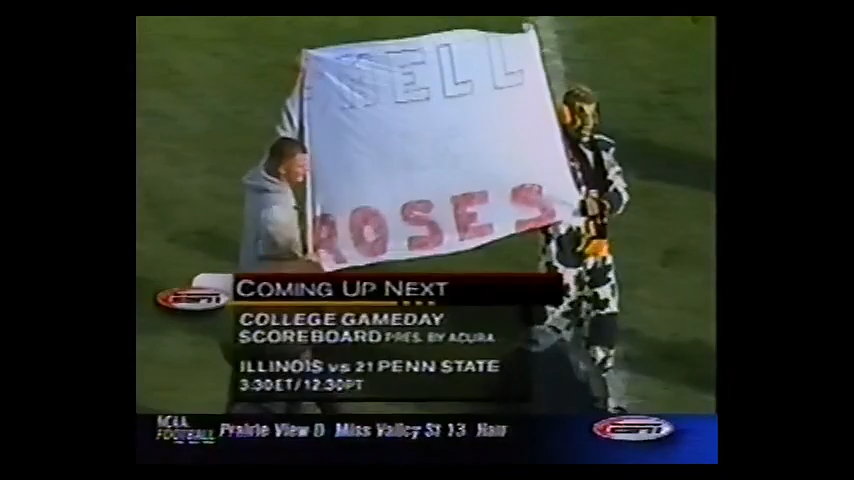 SMELL
ROSES
ESPN
COMING UP NEXT
COLLEGE GAMEDAY
SCOREBOARD PRES. BY ACURA
ILLINOIS vs 21 PENN STATE
3:30ET/12:30PT
NCAA
FOOTBALL
Prairie View 0 Miss Valley St 13
ESPN